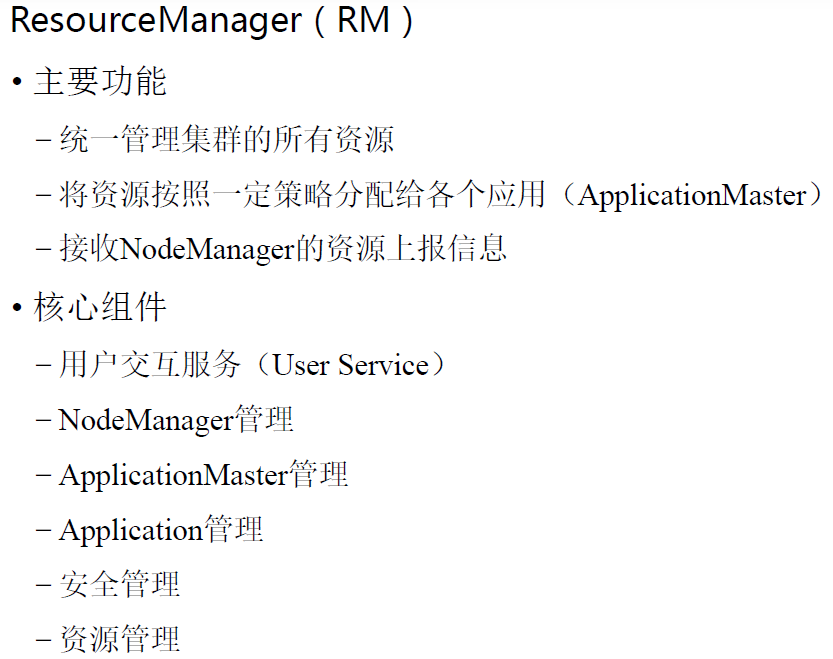 ResourceManager（RM）
• 主要功能
– 统一管理集群的所有资源
– 将资源按照一定策略分配给各个应用（ApplicationMaster）
– 接收NodeManager的资源上报信息
• 核心组件
– 用户交互服务（User Service）
– NodeManager管理
– ApplicationMaster管理
– Application管理
– 安全管理
– 资源管理